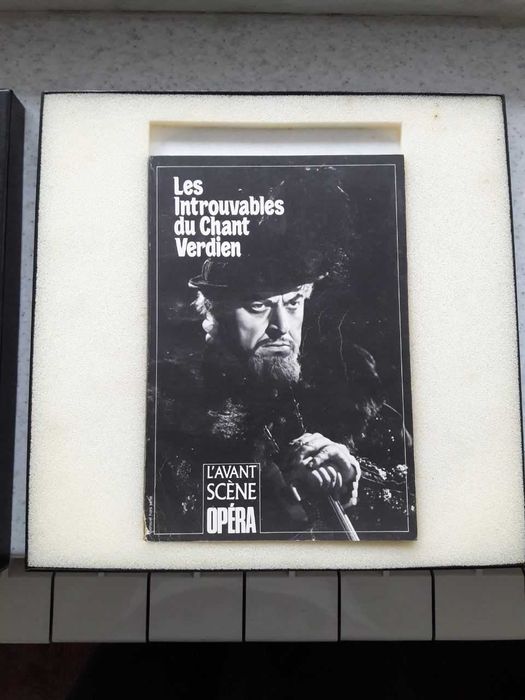 Les
Introuvables
du Chant
Verdien
L'AVANT
SCÈNE
OPÉRA